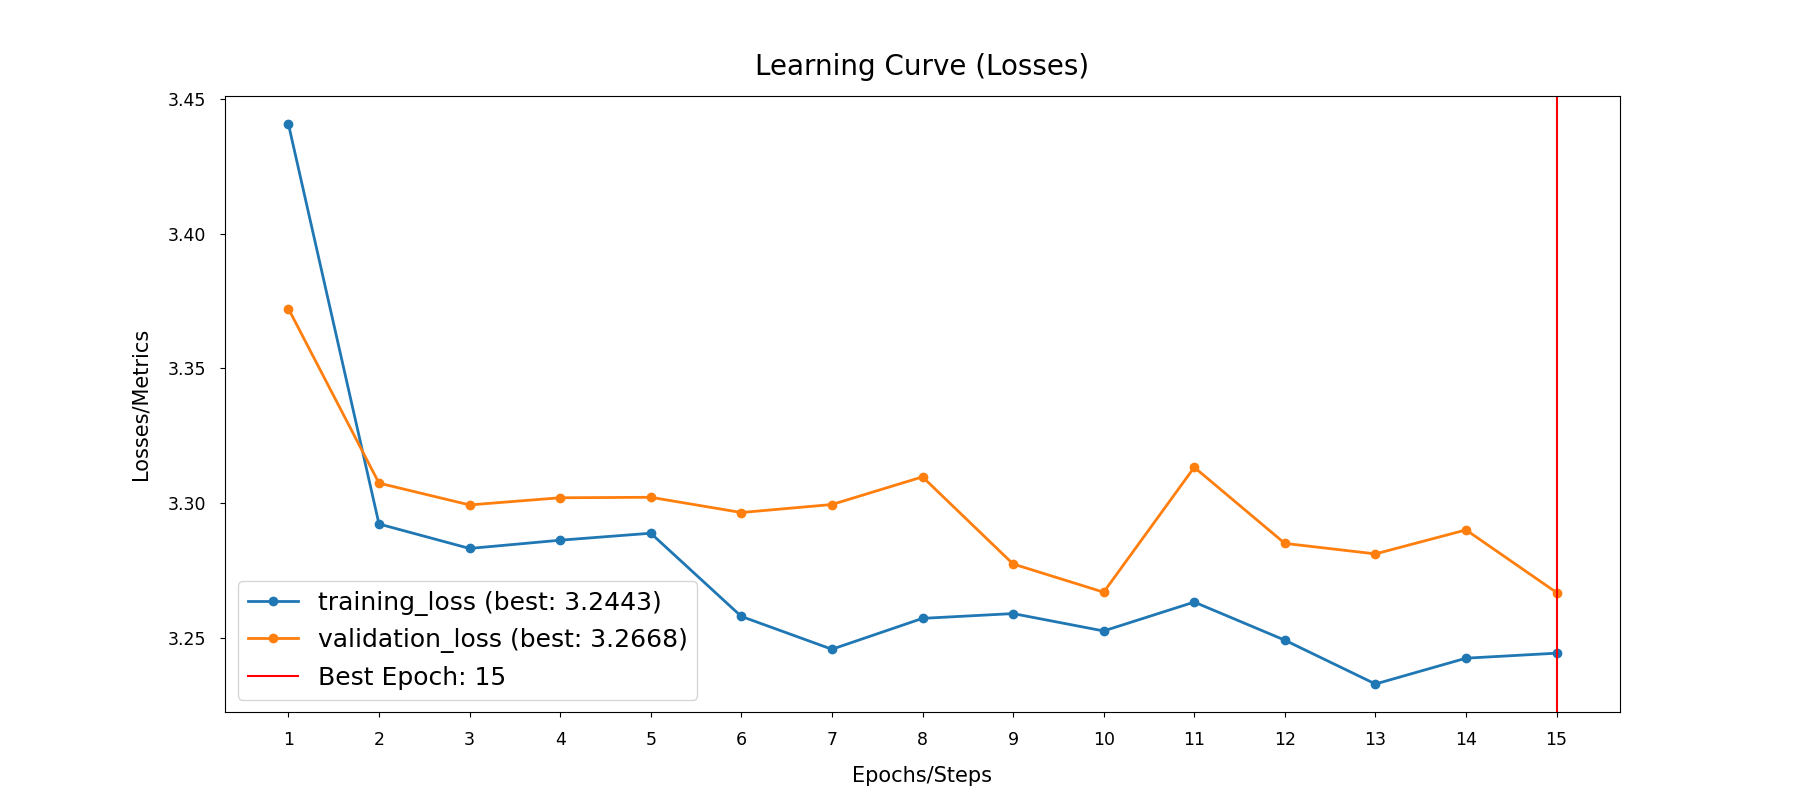 Learning Curve (Losses)
3.45
3.40
3.35
3.30
3.25
Losses/Metrics
training_loss (best: 3.2443)
validation_loss (best: 3.2668)
Best Epoch: 15
1 2 3 4 5 6 7 8 9 10 11 12 13 14 15
Epochs/Steps